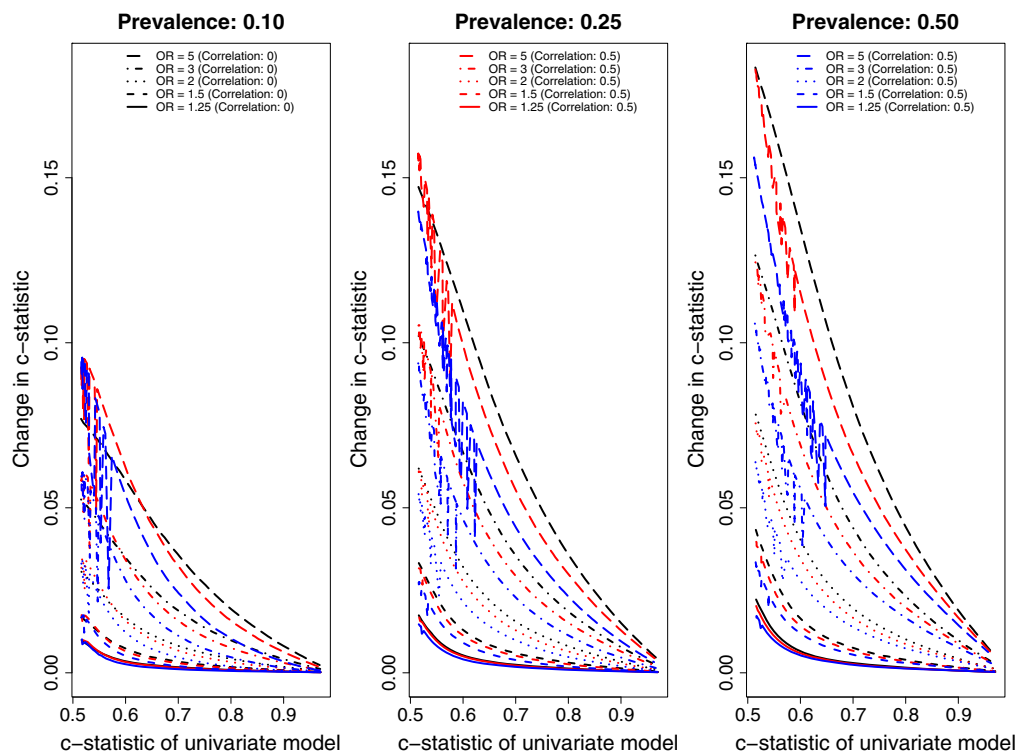 Prevalence: 0.10
OR = 5 (Correlation: 0)
OR = 3 (Correlation: 0)
OR = 2 (Correlation: 0)
OR = 1.5 (Correlation: 0)
OR = 1.25 (Correlation: 0)
Change in c−statistic
0.15
0.10
0.05
0.00
0.5 0.6 0.7 0.8 0.9
c−statistic of univariate model
Prevalence: 0.25
OR = 5 (Correlation: 0.5)
OR = 3 (Correlation: 0.5)
OR = 2 (Correlation: 0.5)
OR = 1.5 (Correlation: 0.5)
OR = 1.25 (Correlation: 0.5)
Change in c−statistic
0.15
0.10
0.05
0.00
0.5 0.6 0.7 0.8 0.9
c−statistic of univariate model
Prevalence: 0.50
OR = 5 (Correlation: 0.5)
OR = 3 (Correlation: 0.5)
OR = 2 (Correlation: 0.5)
OR = 1.5 (Correlation: 0.5)
OR = 1.25 (Correlation: 0.5)
Change in c−statistic
0.15
0.10
0.05
0.00
0.5 0.6 0.7 0.8 0.9
c−statistic of univariate model